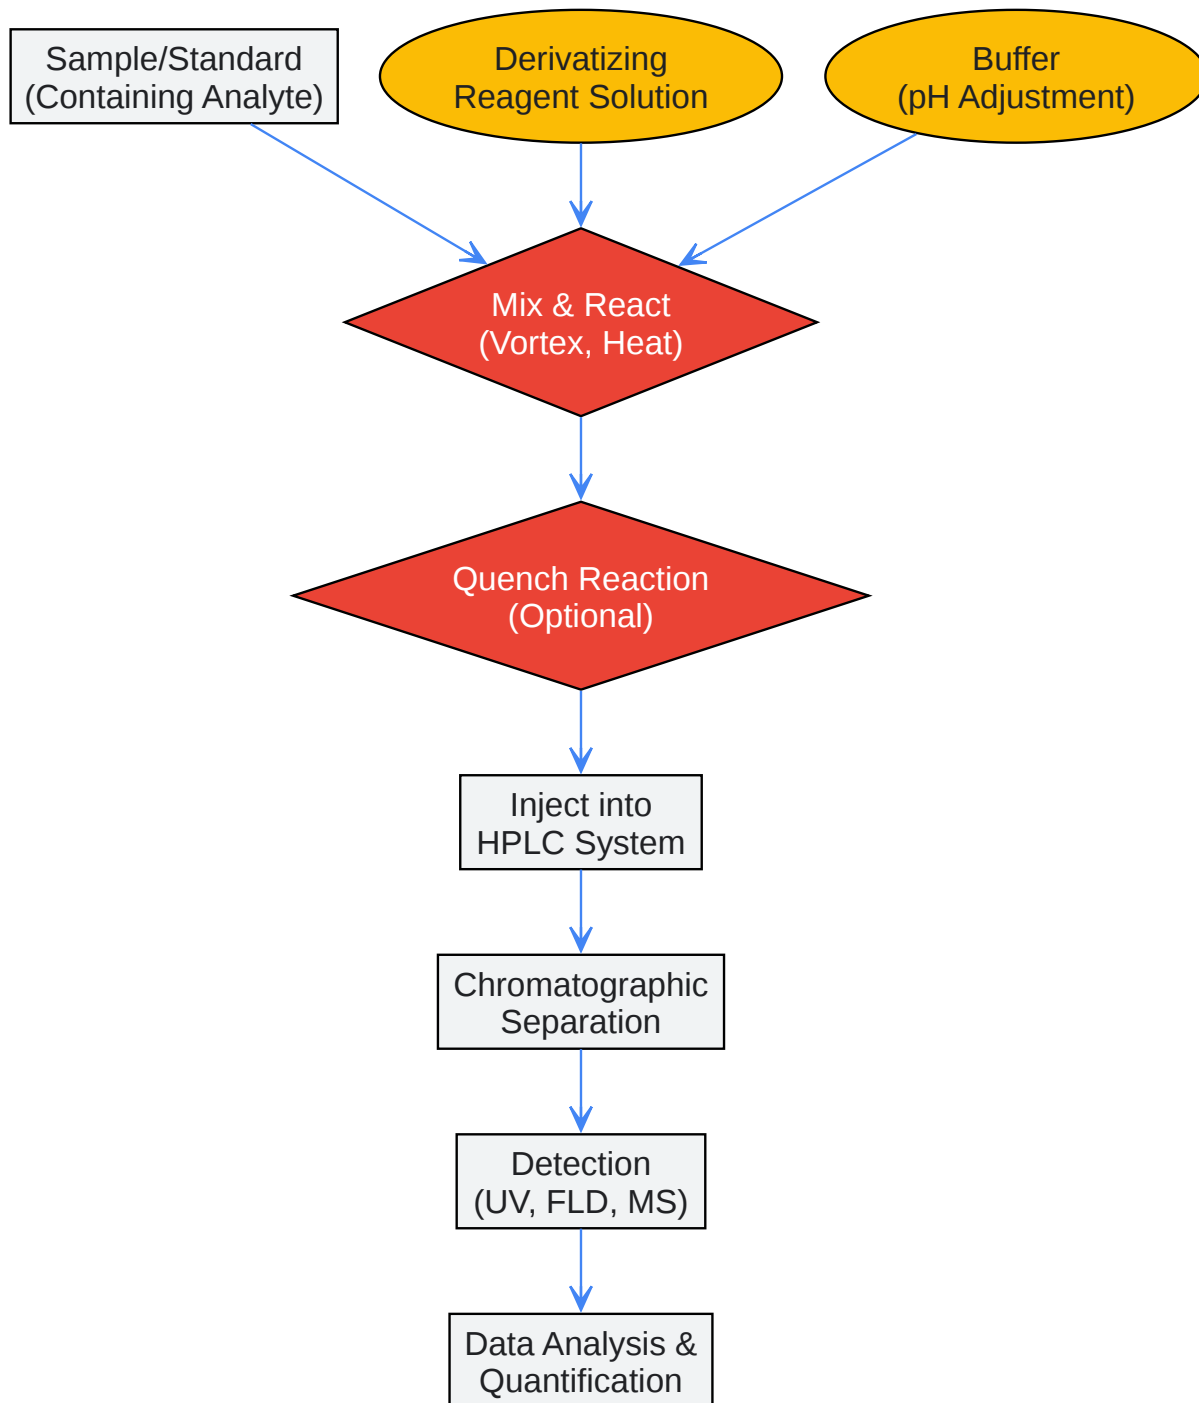 Sample/Standard
(Containing Analyte)
Derivatizing
Reagent Solution
Buffer
(pH Adjustment)
Mix & React
(Vortex, Heat)
Quench Reaction
(Optional)
Inject into
HPLC System
Chromatographic
Separation
Detection
(UV, FLD, MS)
Data Analysis &
Quantification